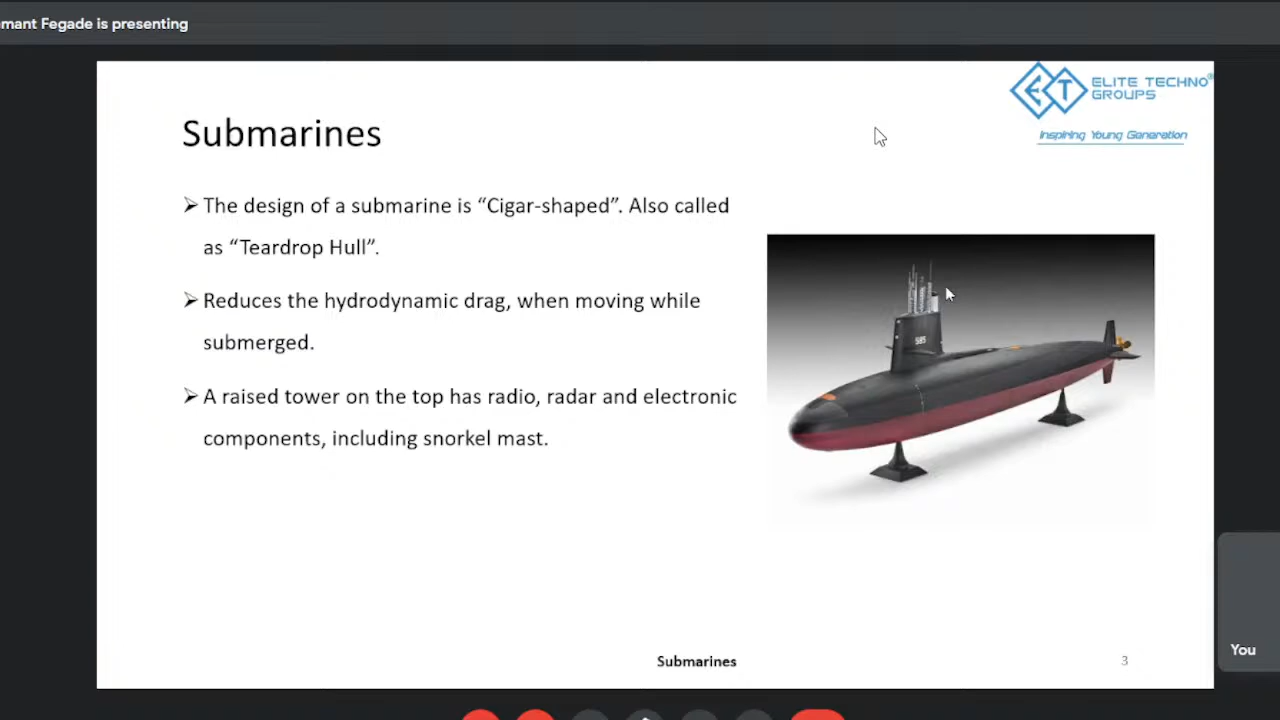 mant Fegade is presenting
ELITE TECHNO®
GROUPS
Inspiring Young Generation
Submarines
➢ The design of a submarine is “Cigar-shaped”. Also called
as “Teardrop Hull”.
➢ Reduces the hydrodynamic drag, when moving while
submerged.
➢ A raised tower on the top has radio, radar and electronic
components, including snorkel mast.
585
Submarines
3
You